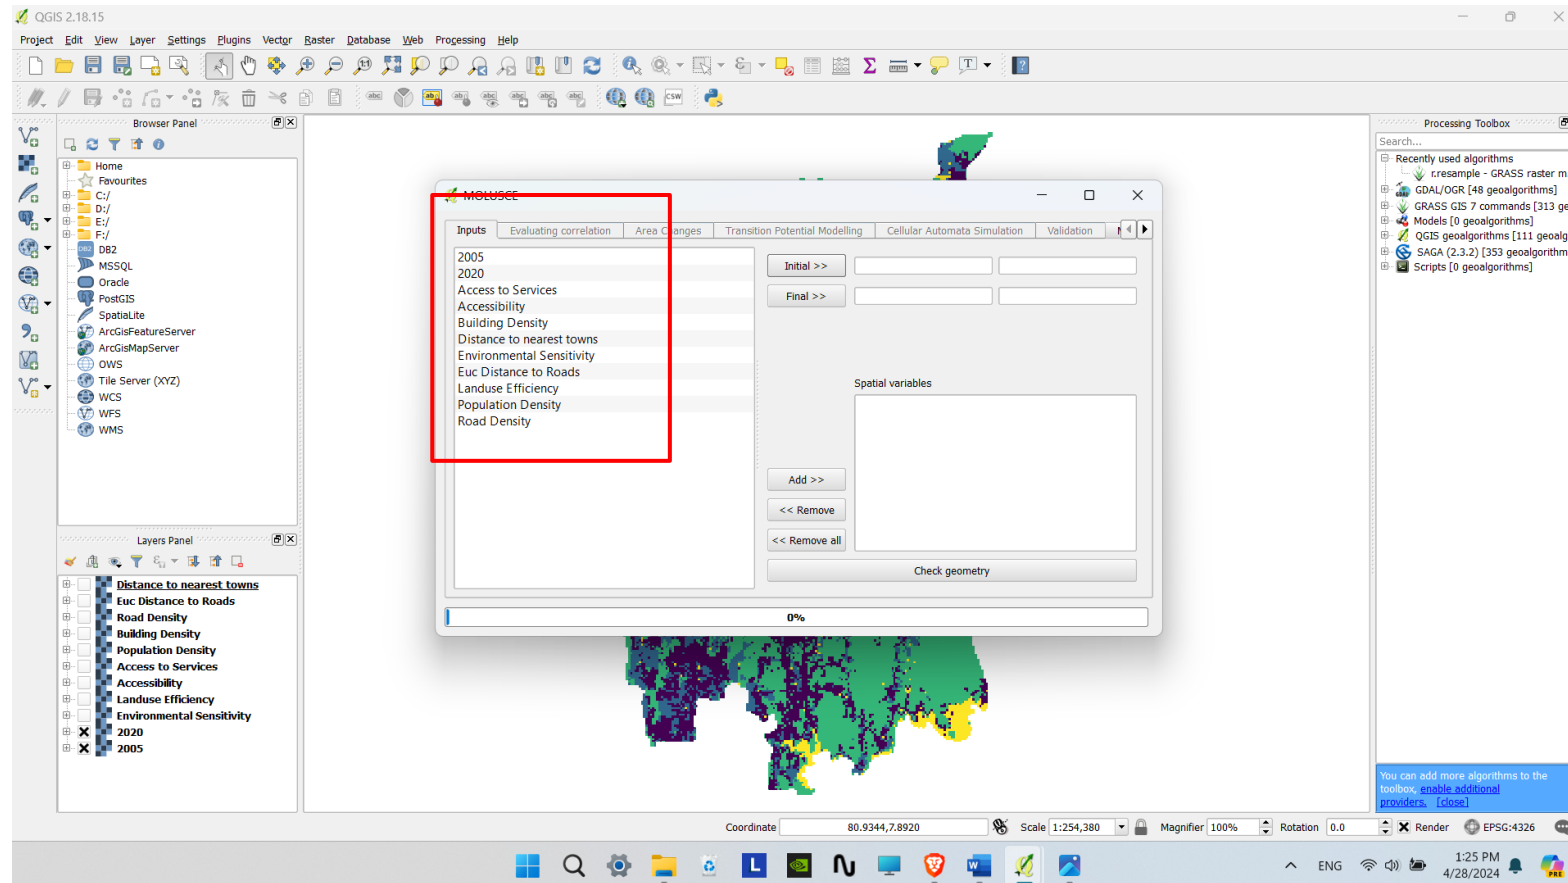 QGIS 2.18.15
Project Edit View Layer Settings Plugins Vector Raster Database Web Processing Help
Browser Panel
Home
Favourites
C:/
D:/
E:/
F:/
DB2
MSSQL
Oracle
PostGIS
SpatiaLite
ArcGisFeatureServer
ArcGisMapServer
OWS
Tile Server (XYZ)
WCS
WFS
WMS
Layers Panel
Distance to nearest towns
Euc Distance to Roads
Road Density
Building Density
Population Density
Access to Services
Accessibility
Landuse Efficiency
Environmental Sensitivity
2020
2005
MOLUSCE
Inputs Evaluating correlation Area Changes Transition Potential Modelling Cellular Automata Simulation Validation
2005
2020
Access to Services
Accessibility
Building Density
Distance to nearest towns
Environmental Sensitivity
Euc Distance to Roads
Landuse Efficiency
Population Density
Road Density
Initial >>
Final >>
Spatial variables
Add >>
<< Remove
<< Remove all
Check geometry
0%
Processing Toolbox
Search...
Recently used algorithms
r.resample - GRASS raster m
GDAL/OGR [48 geoalgorithms]
GRASS GIS 7 commands [313 ge
Models [0 geoalgorithms]
QGIS geoalgorithms [111 geoalg
SAGA (2.3.2) [353 geoalgorithm
Scripts [0 geoalgorithms]
You can add more algorithms to the
toolbox, enable additional
providers. [close]
Coordinate 80.9344,7.8920 Scale 1:254,380 Magnifier 100% Rotation 0.0 Render EPSG:4326
ENG 1:25 PM
4/28/2024